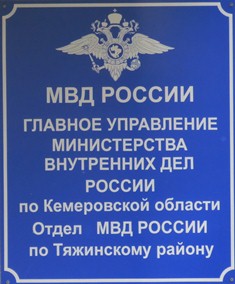 МВД РОССИИ
ГЛАВНОЕ УПРАВЛЕНИЕ
МИНИСТЕРСТВА
ВНУТРЕННИХ ДЕЛ
РОССИИ
по Кемеровской области
Отдел МВД РОССИИ
по Тяжинскому району